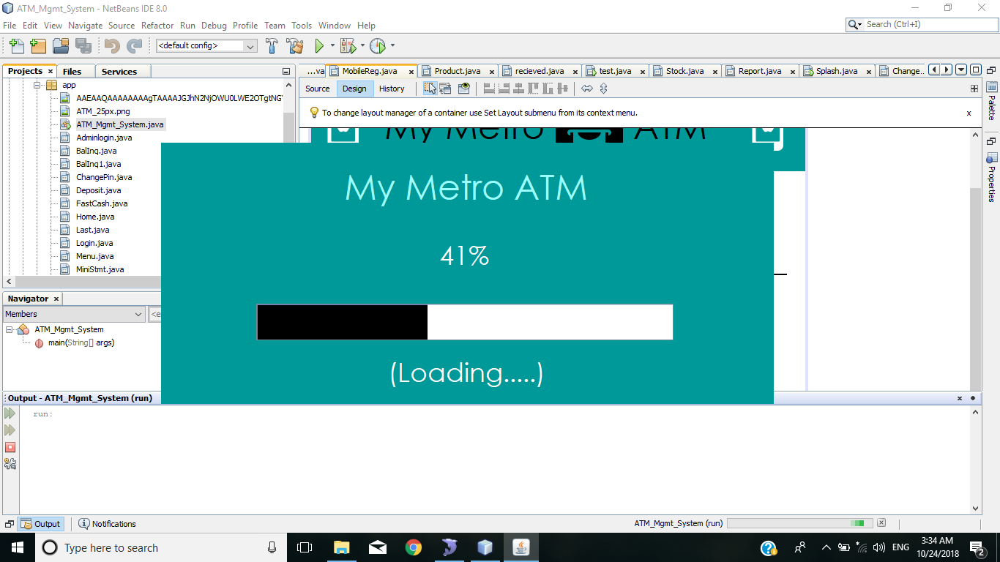 ATM_Mgmt_System - NetBeans IDE 8.0
File Edit View Navigate Source Refactor Run Debug Profile Team Tools Window Help
Search (Ctrl+I)
<default config>
Projects x Files Services
...va MobileReg.java x Product.java x recieved.java x test.java x Stock.java x Report.java x Splash.java x Change...
Source Design History
To change layout manager of a container use Set Layout submenu from its context menu. x
app
ATM_25px.png
ATM_Mgmt_System.java
Adminlogin.java
BalInq.java
BalInq1.java
ChangePin.java
Deposit.java
FastCash.java
Home.java
Last.java
Login.java
Menu.java
MiniStmt.java
Palette
Properties
My Metro ATM
My Metro ATM
41%
(Loading.....)
Navigator x
Members
ATM_Mgmt_System
main(String[] args)
Output - ATM_Mgmt_System (run)
run:
Output Notifications
ATM_Mgmt_System (run)
Type here to search
ENG
3:34 AM
10/24/2018
2